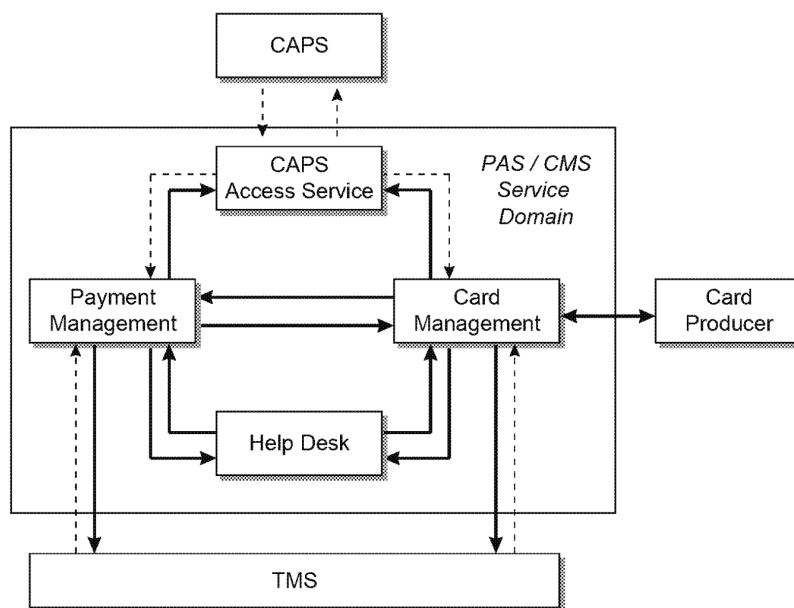 CAPS
CAPS
Access Service
PAS / CMS
Service
Domain
Payment
Management
Card
Management
Card
Producer
Help Desk
TMS